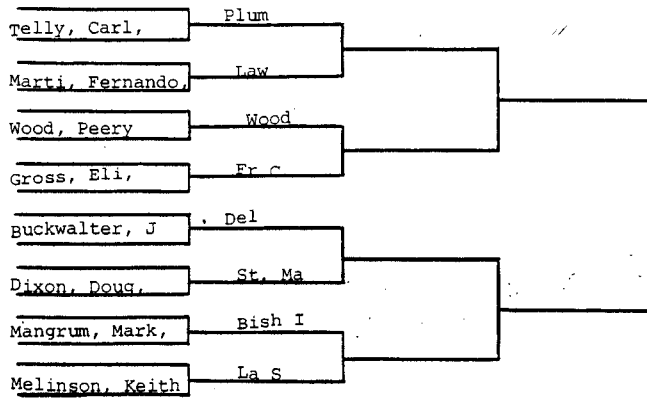 Telly, Carl,
Plum
Marti, Fernando,
Law
Wood, Peery
Wood
Gross, Eli,
Fr C
Buckwalter, J
Del
Dixon, Doug,
St. Ma
Mangrum, Mark,
Bish I
Melinson, Keith
La S